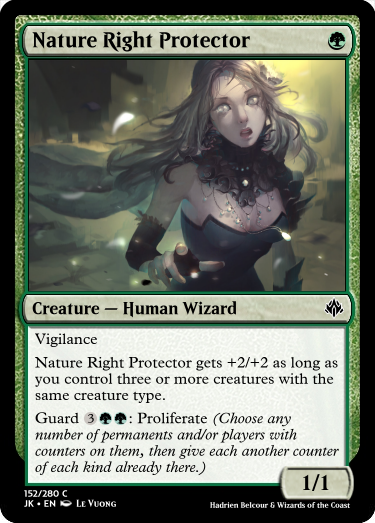 Nature Right Protector
Creature — Human Wizard
Vigilance
Nature Right Protector gets +2/+2 as long as
you control three or more creatures with the
same creature type.
Guard 3: Proliferate (Choose any
number of permanents and/or players with
counters on them, then give each another counter
of each kind already there.)
1/1
152/280 C
JK • EN Le Vuong
Hadrien Belcour & Wizards of the Coast